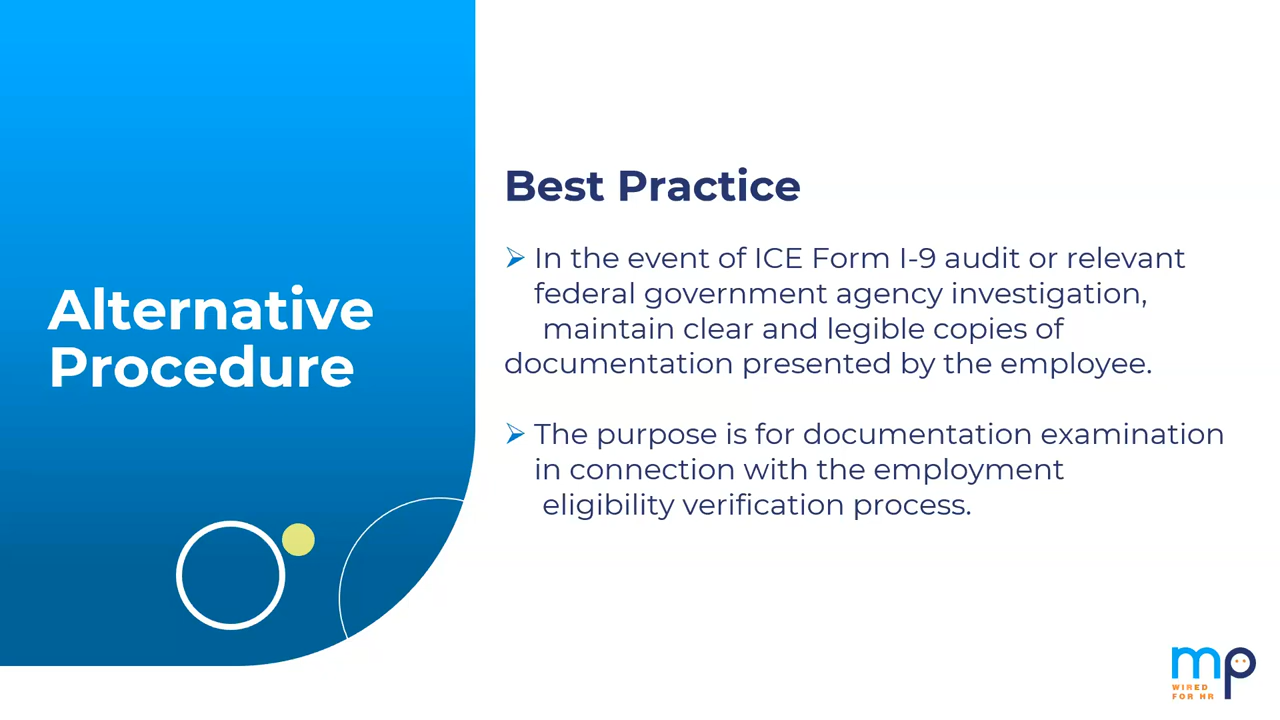 Alternative
Procedure
Best Practice
➢ In the event of ICE Form I-9 audit or relevant
federal government agency investigation,
maintain clear and legible copies of
documentation presented by the employee.
➢ The purpose is for documentation examination
in connection with the employment
eligibility verification process.
mp
WIRED
FOR HR